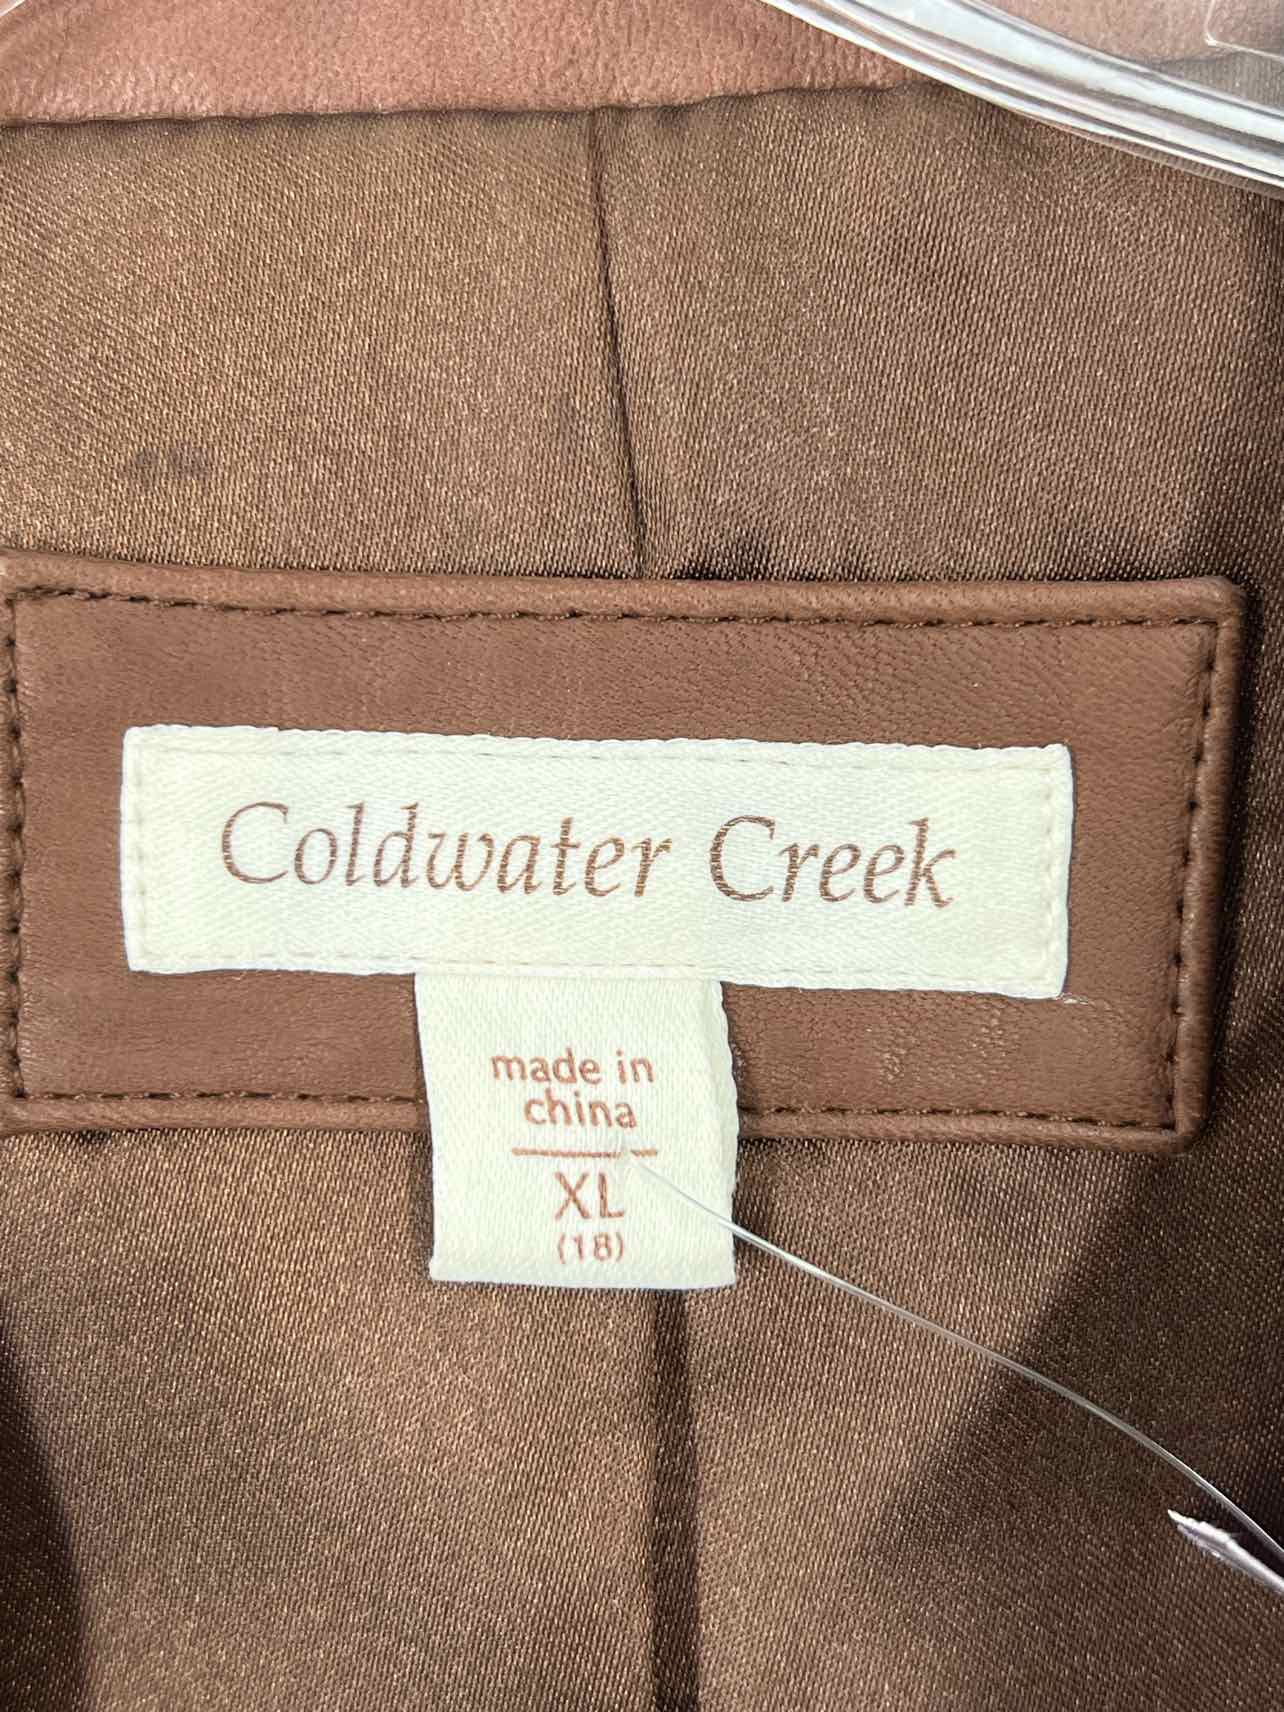 Coldwater Creek
made in
china
XL
(18)